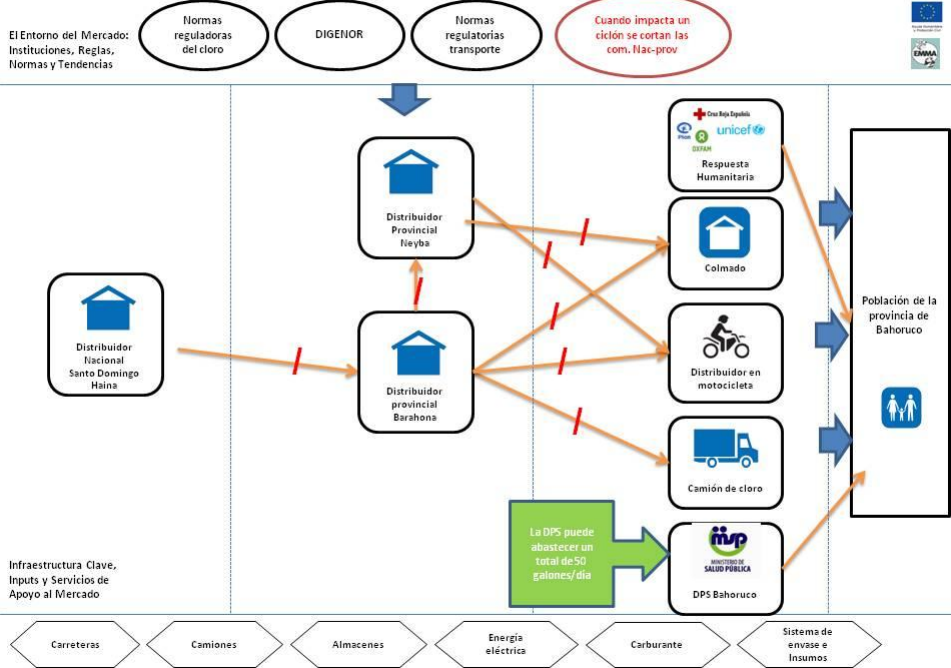 El Entorno del Mercado:
Instituciones, Reglas,
Normas y Tendencias
Normas
reguladoras
del cloro
DIGENOR
Normas
regulatorias
transporte
Cuando impacta un
ciclón se cortan las
com. Nac-prov
EMMA
Distribuidor
Nacional
Santo Domingo
Haina
Distribuidor
Provincial
Neyba
Distribuidor
provincial
Barahona
Cruz Roja Española
unicef
OXFAM
Respuesta
Humanitaria
Colmado
Distribuidor en
motocicleta
Camión de cloro
La DPS puede
abastecer un
total de 50
galones/día
msp
MINISTERIO DE
SALUD PÚBLICA
DPS Bahoruco
Población de la
provincia de
Bahoruco
Infraestructura Clave,
Inputs y Servicios de
Apoyo al Mercado
Carreteras
Camiones
Almacenes
Energía
eléctrica
Carburante
Sistema de
envase e
Insumos